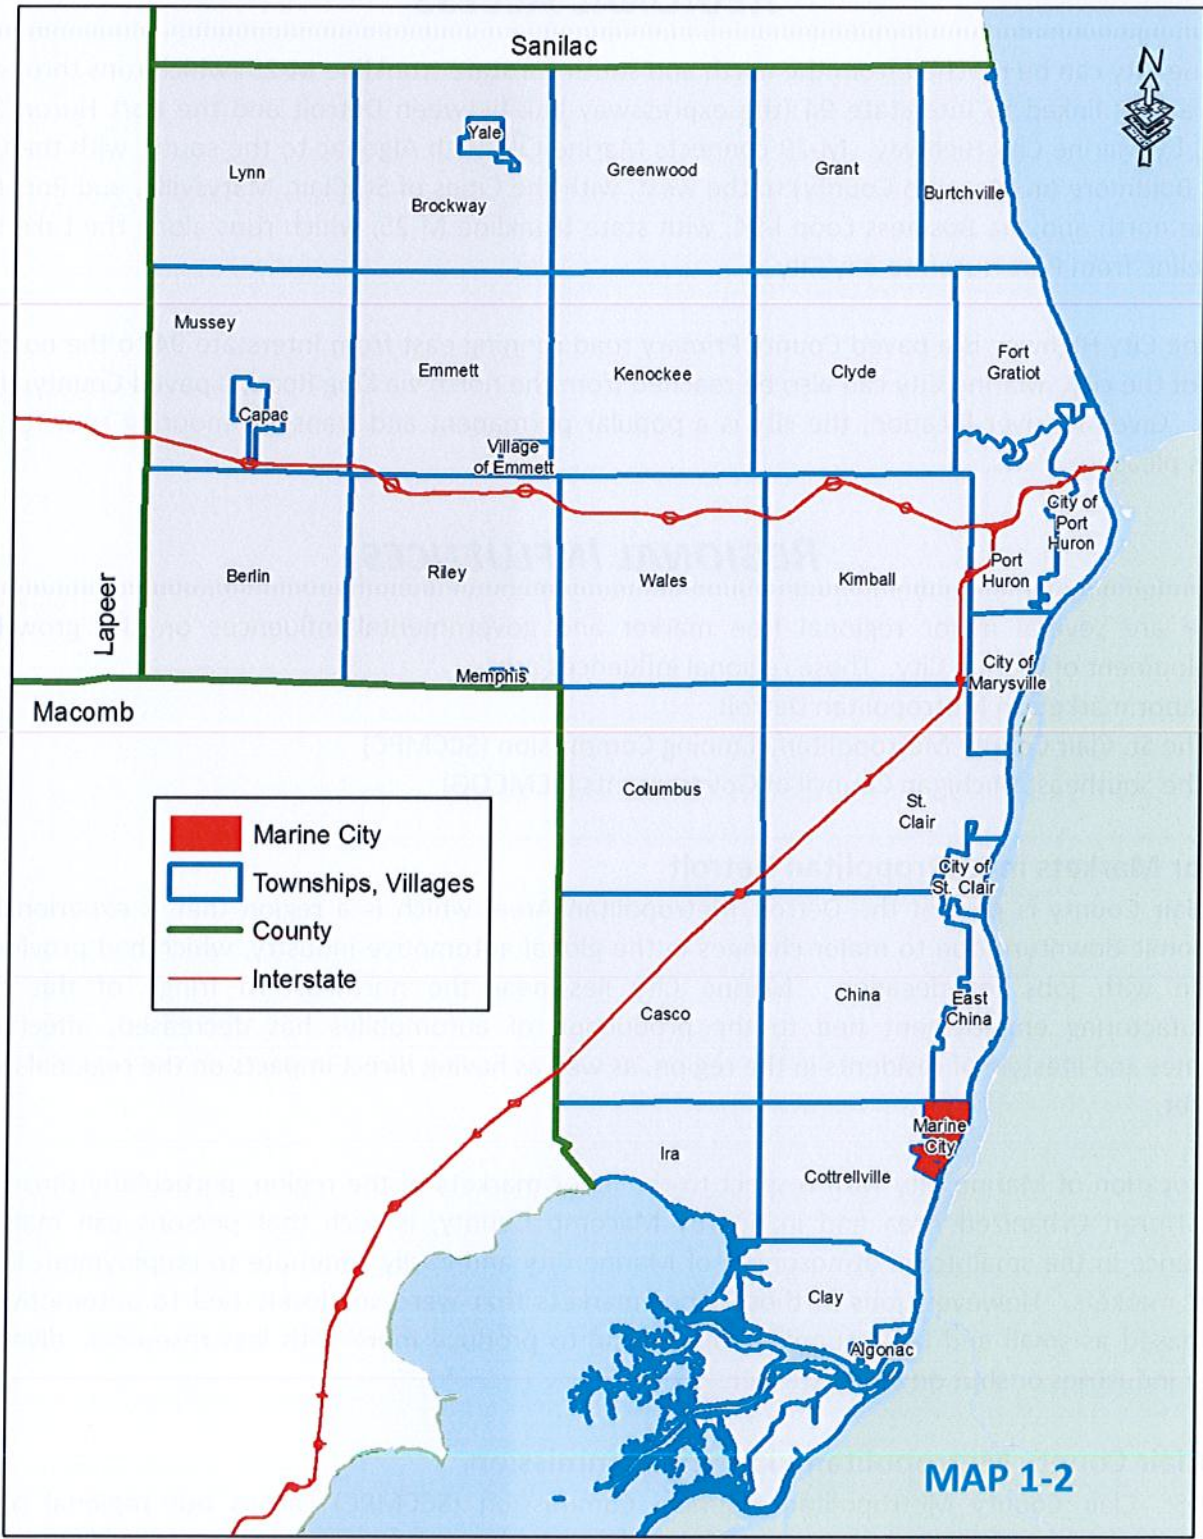 Sanilac
N
Yale
Lynn
Brockway
Greenwood
Grant
Burtchville
Mussey
Emmett
Kenockee
Clyde
Fort
Gratiot
Capac
Village
of Emmett
City of
Port
Huron
Lapeer
Berlin
Riley
Wales
Kimball
Port
Huron
Memphis
City of
Marysville
Macomb
Columbus
St.
Clair
Marine City
Townships, Villages
County
Interstate
City of
St. Clair
Casco
China
East
China
Marine
City
Ira
Cottrellville
Clay
Algonac
MAP 1-2